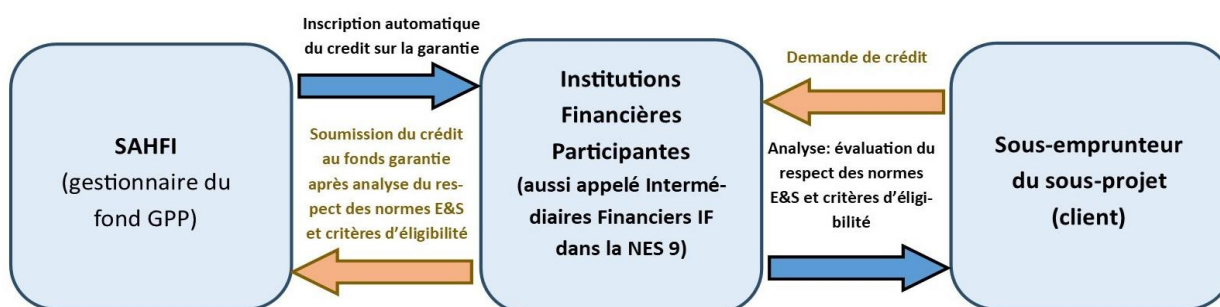 Inscription automatique
du credit sur la garantie
SAHFI
(gestionnaire du
fond GPP)
Soumission du crédit
au fonds garantie
après analyse du res-
pect des normes E&S
et critères d’éligibilité
Institutions
Financières
Participantes
(aussi appelé Intermé-
diaires Financiers IF
dans la NES 9)
Demande de crédit
Analyse: évaluation du
respect des normes
E&S et critères d’éligi-
bilité
Sous-emprunteur
du sous-projet
(client)